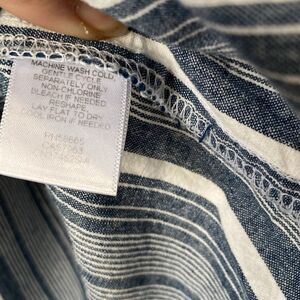 MACHINE WASH COLD
GENTLE CYCLE
SEPARATELY ONLY
NON-CHLORINE
BLEACH IF NEEDED
RESHAPE
LAY FLAT TO DRY
COOL IRON IF NEEDED